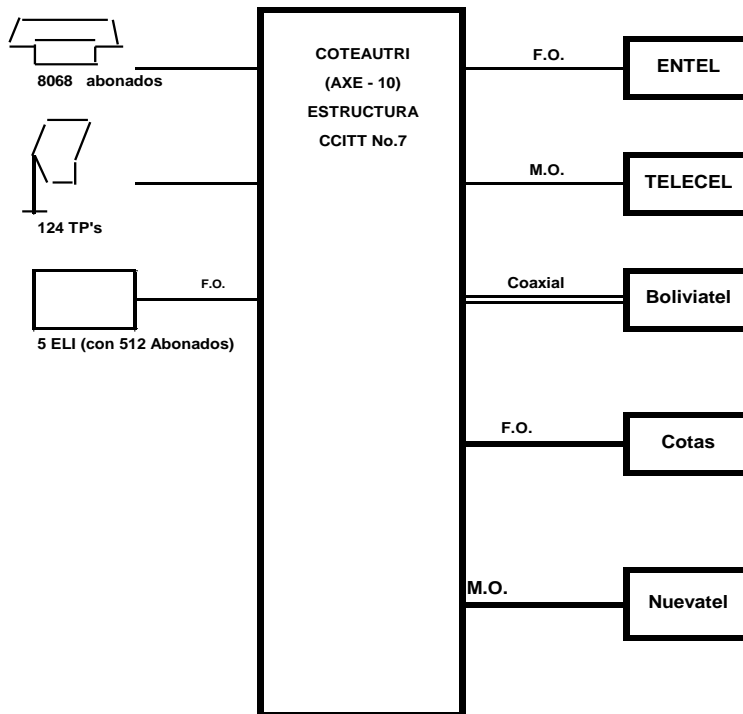 COTEAUTRI
(AXE - 10)
ESTRUCTURA
CCITT No.7
8068 abonados
124 TP's
F.O.
5 ELI (con 512 Abonados)
F.O.
ENTEL
M.O.
TELECEL
Coaxial
Boliviatel
F.O.
Cotas
M.O.
Nuevatel